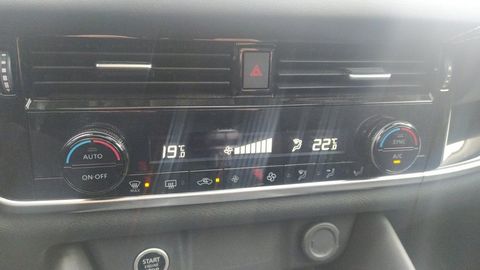 19°C
22°C
AUTO
ON·OFF
SYNC
A/C
MAX
START